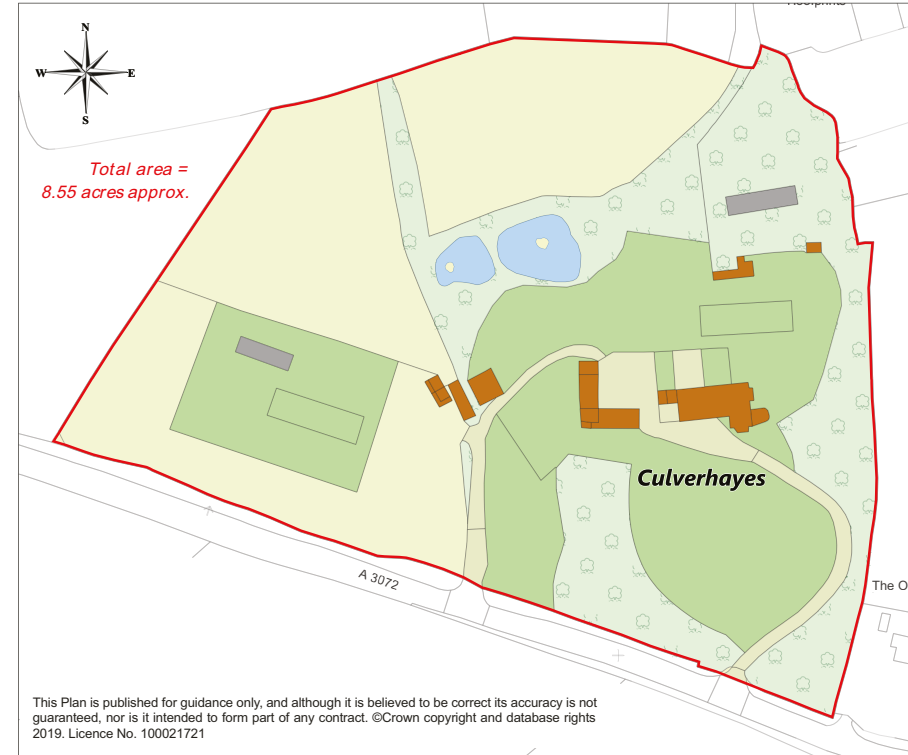 N
W E
S
Total area =
8.55 acres approx.
Culverhayes
A 3072
The O
This Plan is published for guidance only, and although it is believed to be correct its accuracy is not
guaranteed, nor is it intended to form part of any contract. ©Crown copyright and database rights
2019. Licence No. 100021721